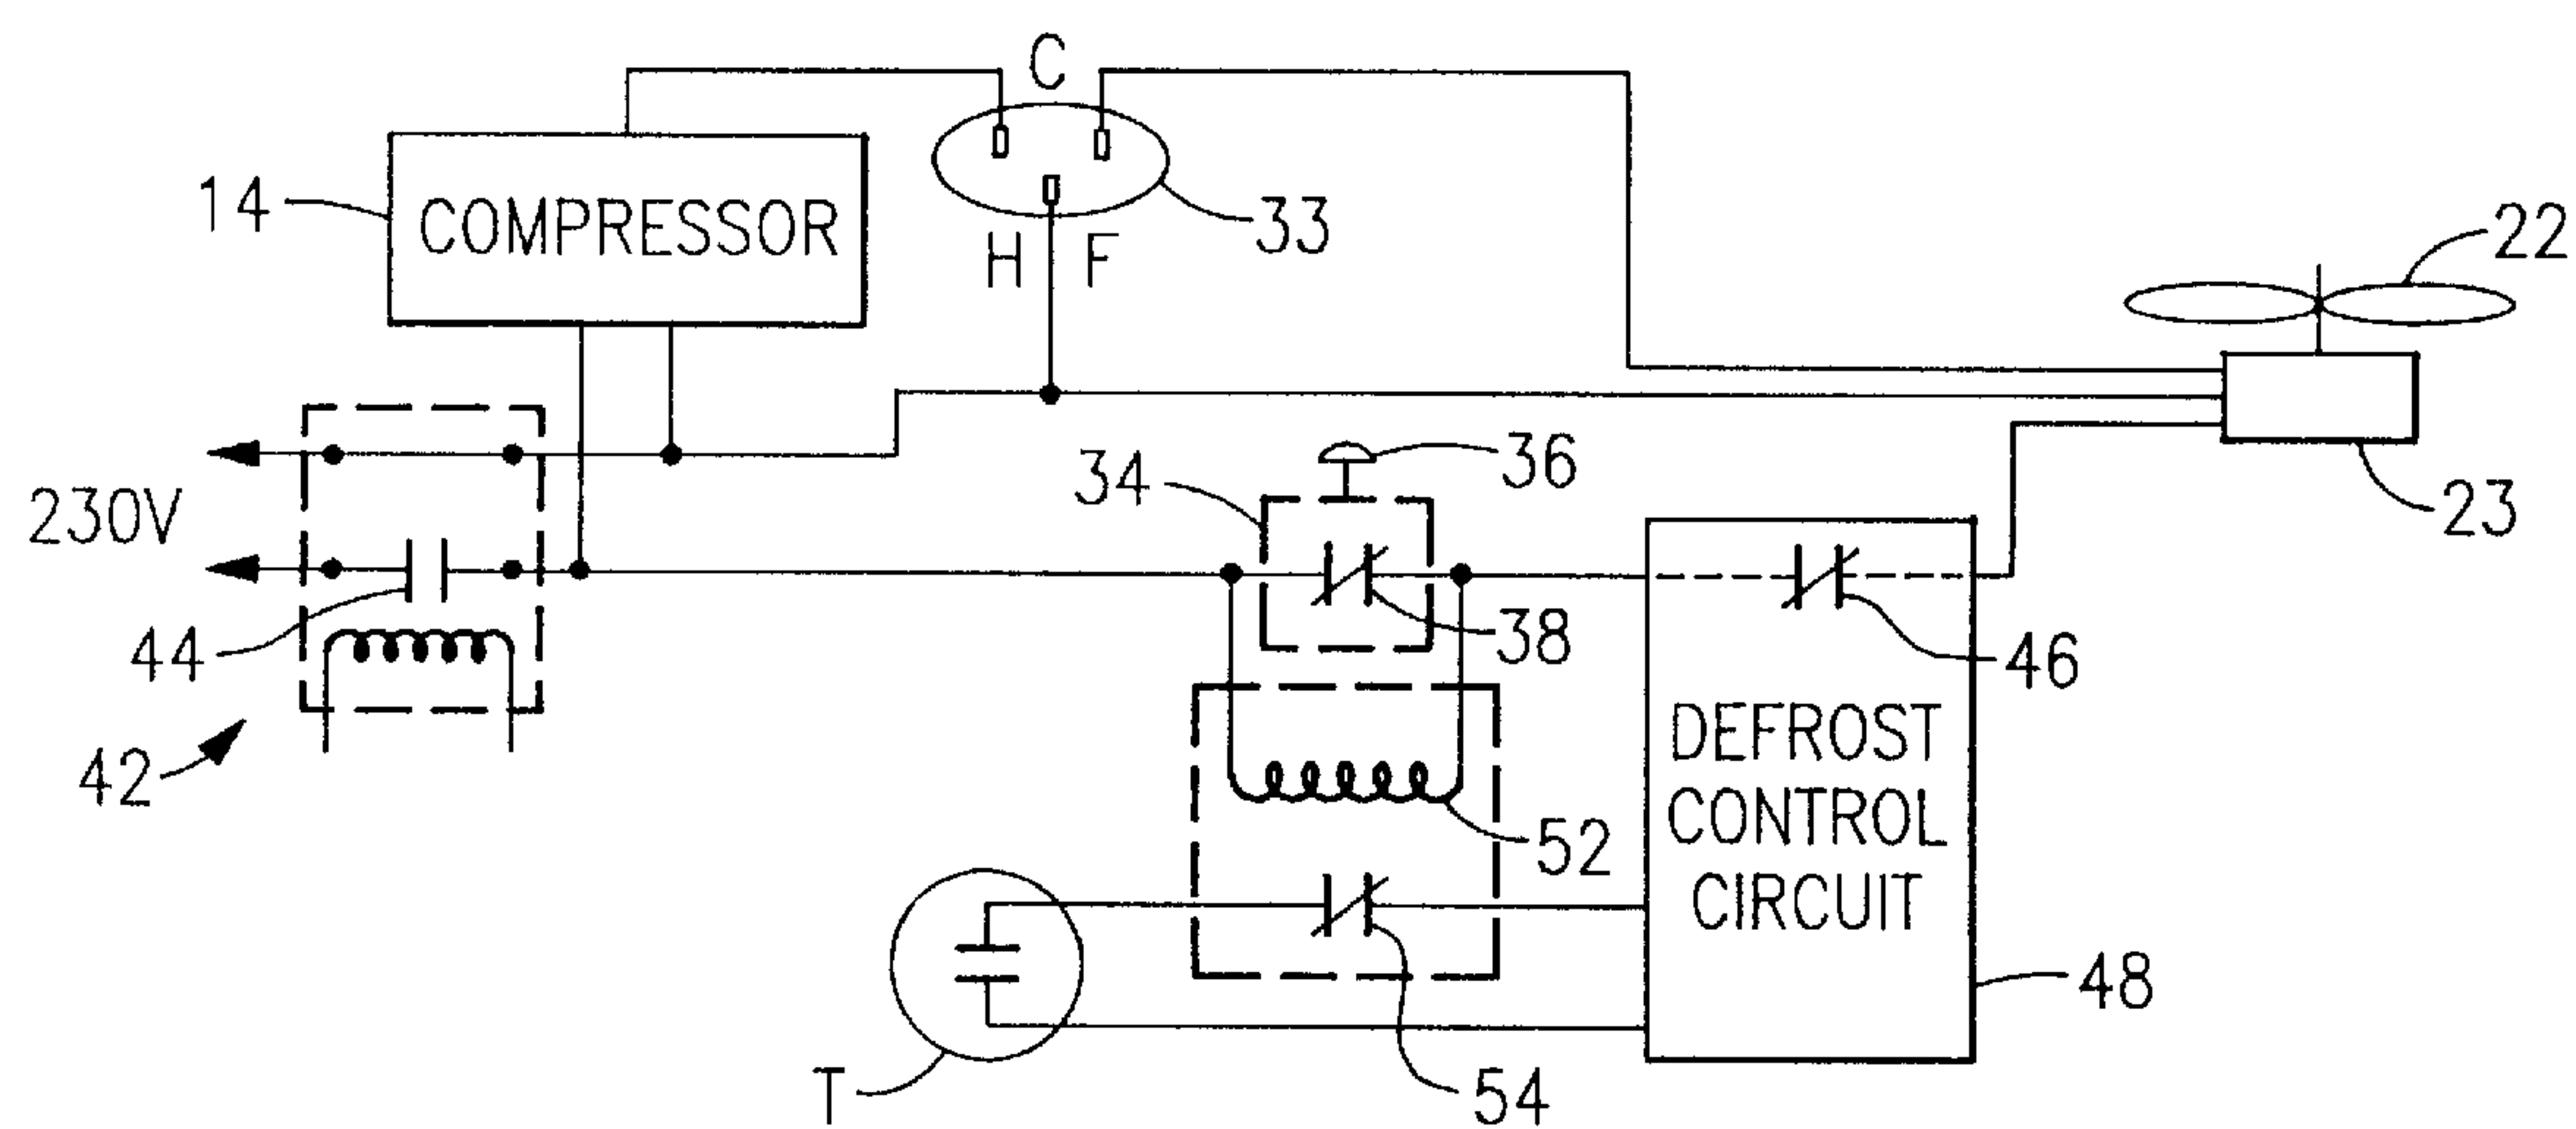 C
14
COMPRESSOR
33
H F
22
34
36
23
230V
38
46
44
DEFROST
CONTROL
CIRCUIT
42
52
48
T
54